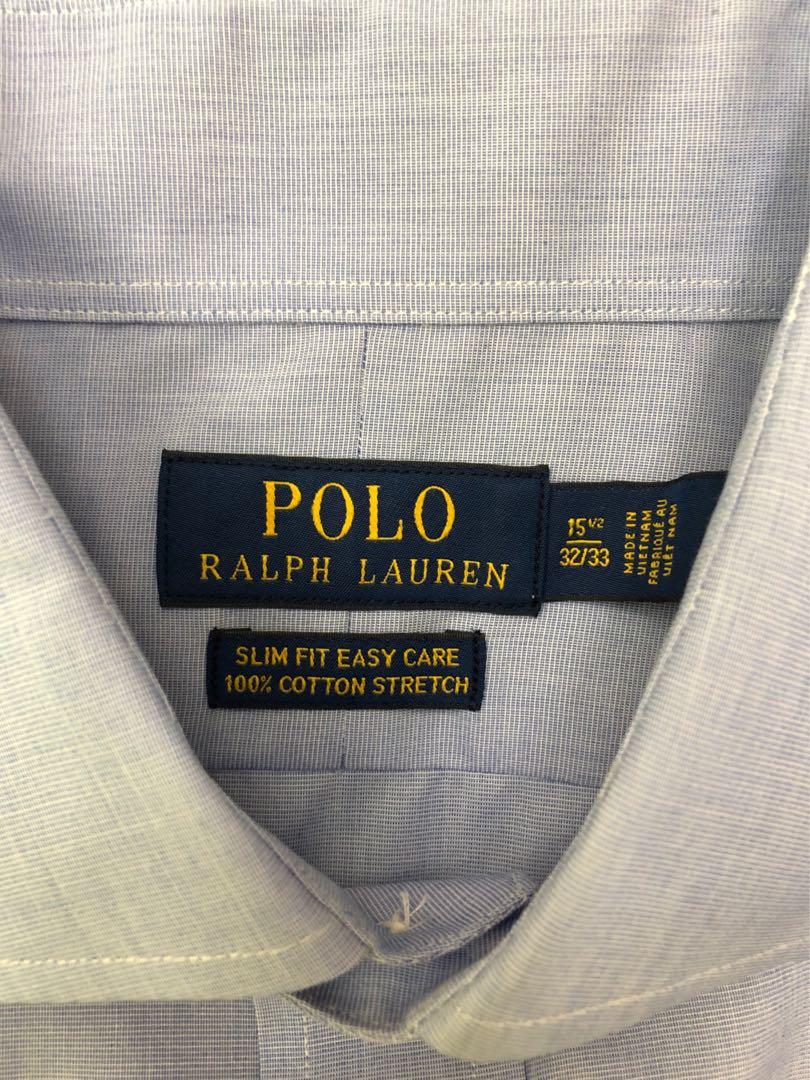 POLO
RALPH LAUREN
15 1/2
32/33
MADE IN
VIETNAM
FABRIQUÉ AU
VIÊT NAM
SLIM FIT EASY CARE
100% COTTON STRETCH